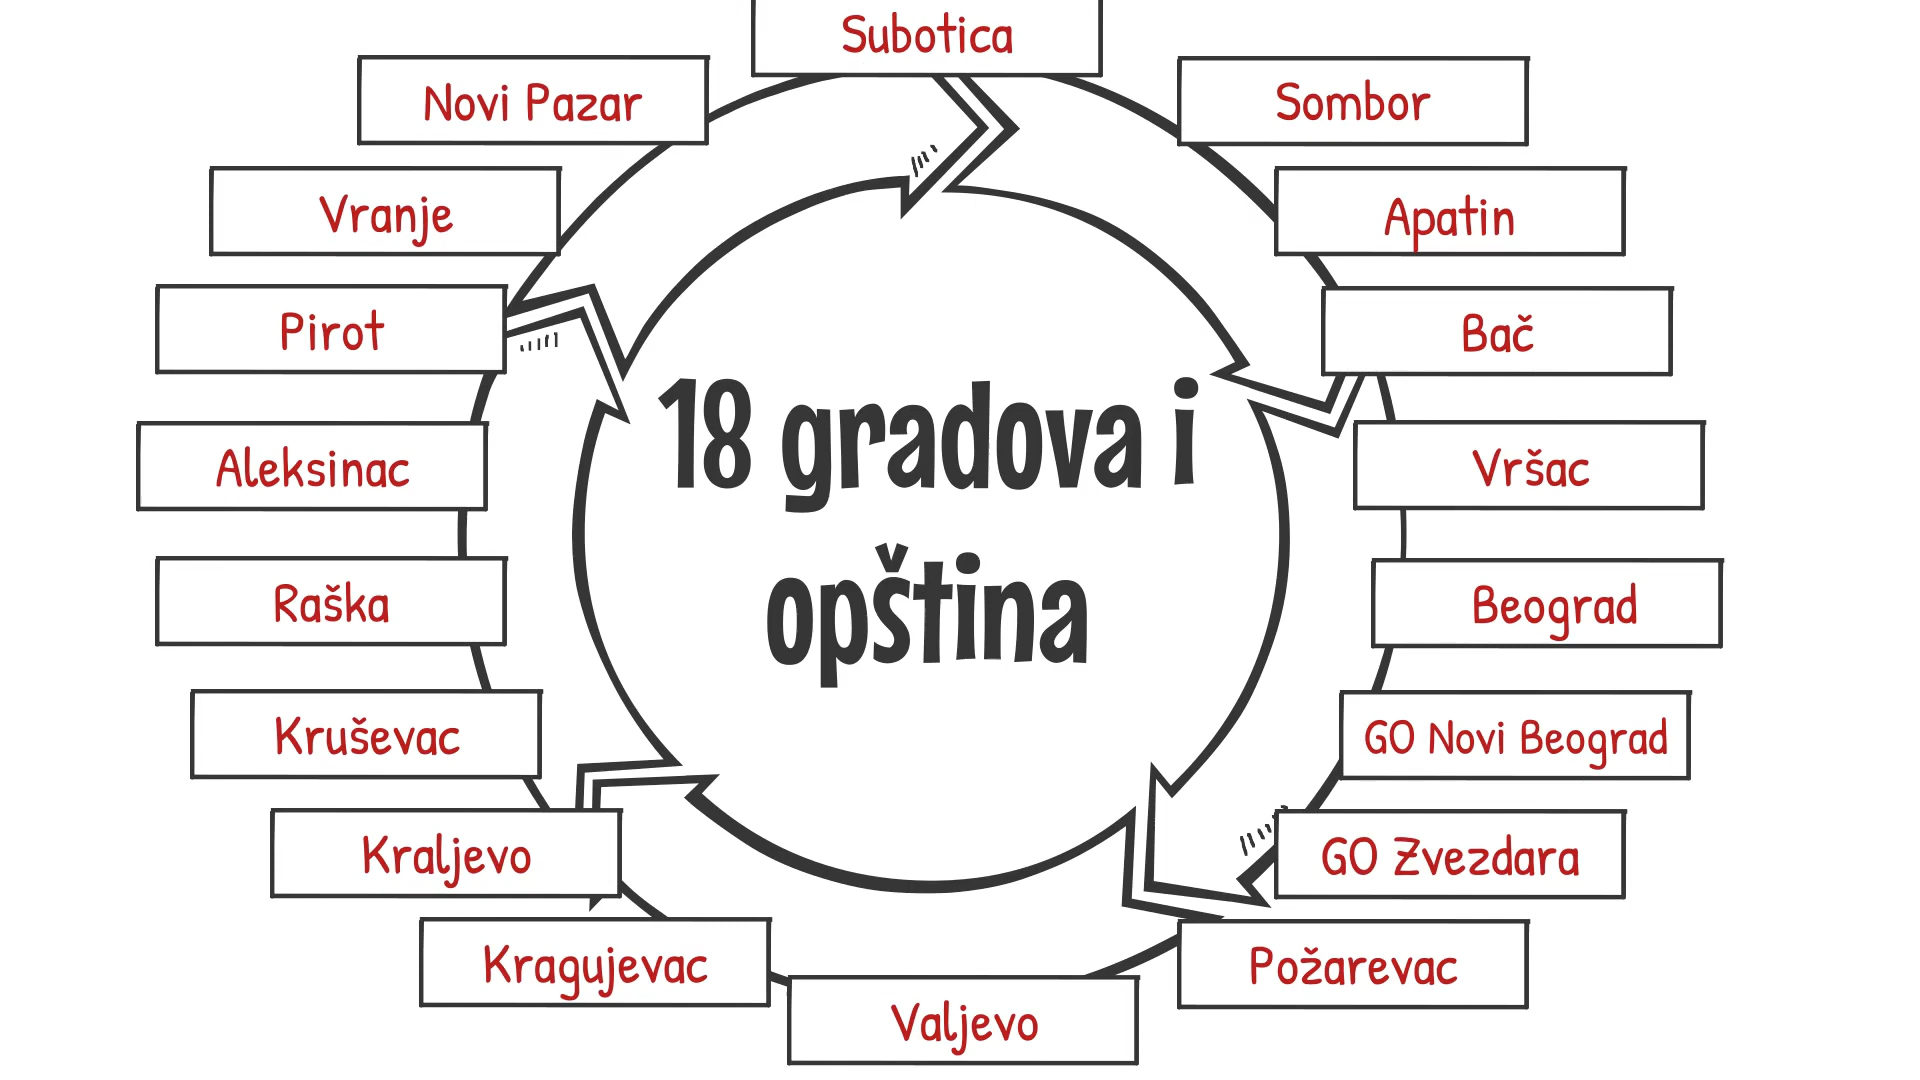 Subotica
Novi Pazar
Sombor
Vranje
Apatin
Pirot
Bač
18 gradova i
opština
Aleksinac
Vršac
Raška
Beograd
Kruševac
GO Novi Beograd
Kraljevo
GO Zvezdara
Kragujevac
Požarevac
Valjevo